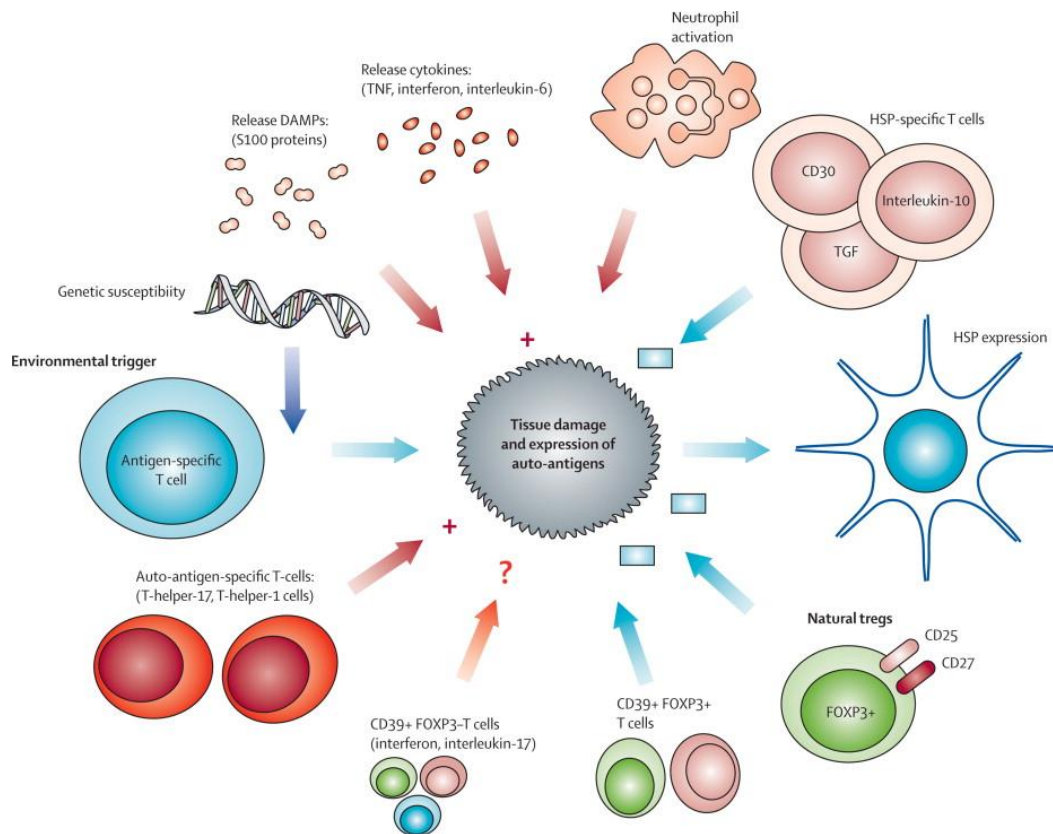 Neutrophil
activation
Release cytokines:
(TNF, interferon, interleukin-6)
Release DAMPs:
(S100 proteins)
HSP-specific T cells
CD30
Interleukin-10
TGF
Genetic susceptibiity
+
HSP expression
Environmental trigger
Antigen-specific
T cell
Tissue damage
and expression of
auto-antigens
+
?
Auto-antigen-specific T-cells:
(T-helper-17, T-helper-1 cells)
Natural tregs
CD25
CD27
FOXP3+
CD39+ FOXP3+
T cells
CD39+ FOXP3–T cells
(interferon, interleukin-17)